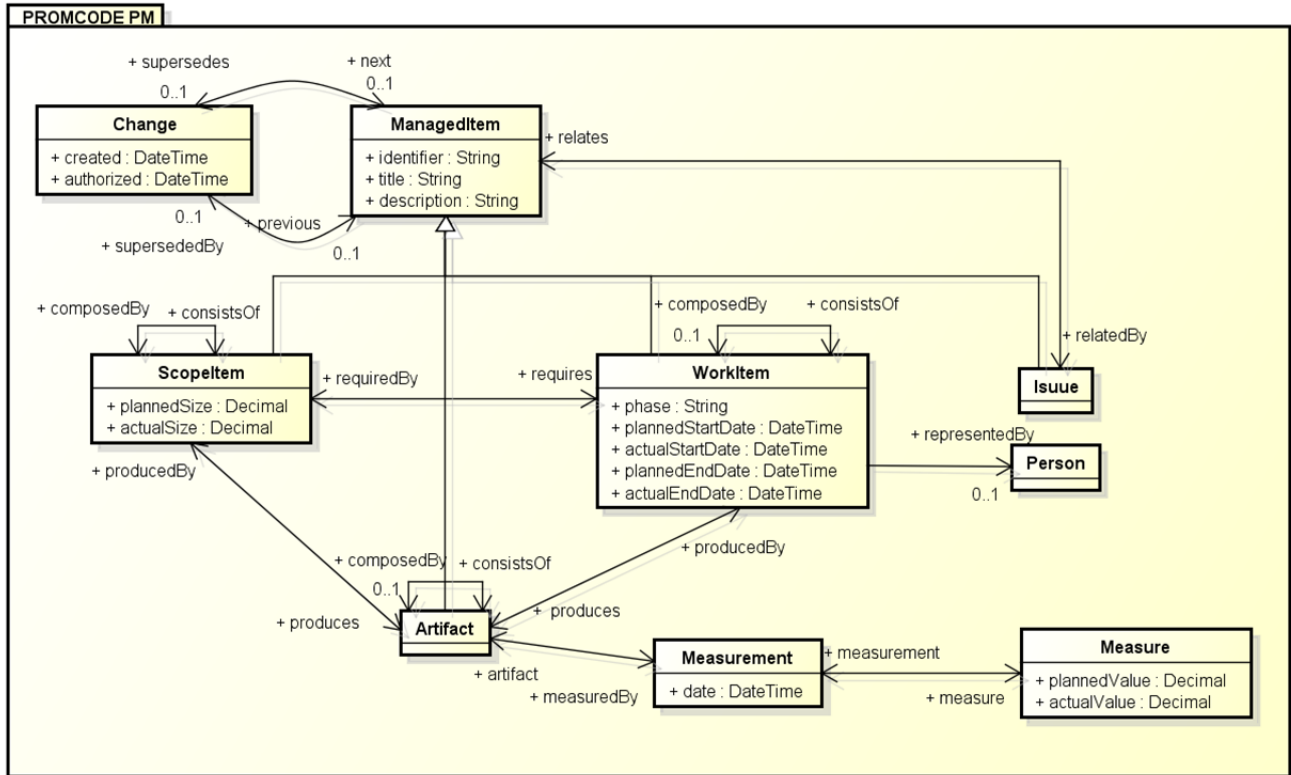 PROMCODE PM
+ supersedes
+ next
0..1
0..1
Change
+ created : DateTime
+ authorized : DateTime
ManagedItem
+ identifier : String
+ title : String
+ description : String
+ relates
0..1
+ previous
+ supersededBy
0..1
+ composedBy
+ consistsOf
+ composedBy
+ consistsOf
0..1
+ relatedBy
ScopeItem
+ plannedSize : Decimal
+ actualSize : Decimal
+ requiredBy
+ requires
WorkItem
+ phase : String
+ plannedStartDate : DateTime
+ actualStartDate : DateTime
+ plannedEndDate : DateTime
+ actualEndDate : DateTime
Isuue
+ representedBy
Person
0..1
+ producedBy
+ producedBy
+ composedBy
+ consistsOf
0..1
+ produces
+ produces
Artifact
+ artifact
+ measuredBy
Measurement
+ date : DateTime
+ measurement
+ measure
Measure
+ plannedValue : Decimal
+ actualValue : Decimal